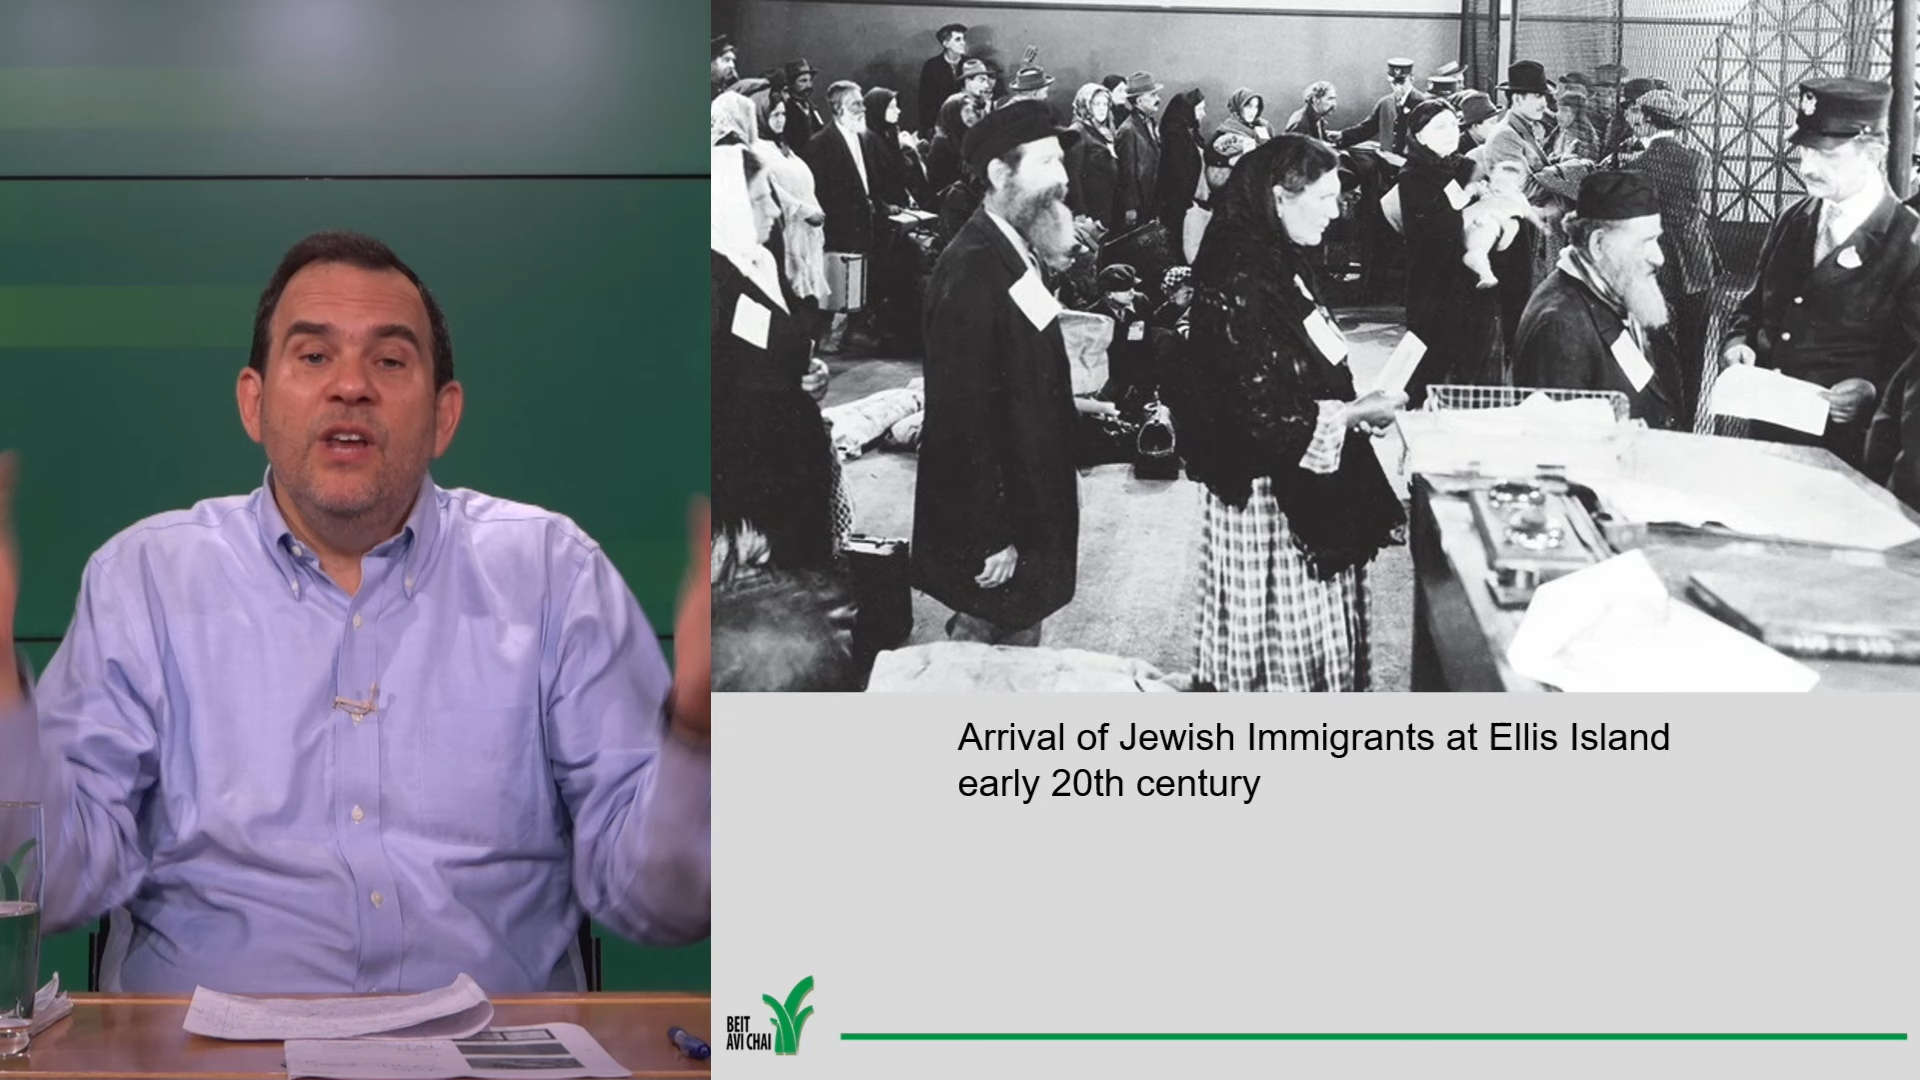 Arrival of Jewish Immigrants at Ellis Island
early 20th century
BEIT
AVI CHAI